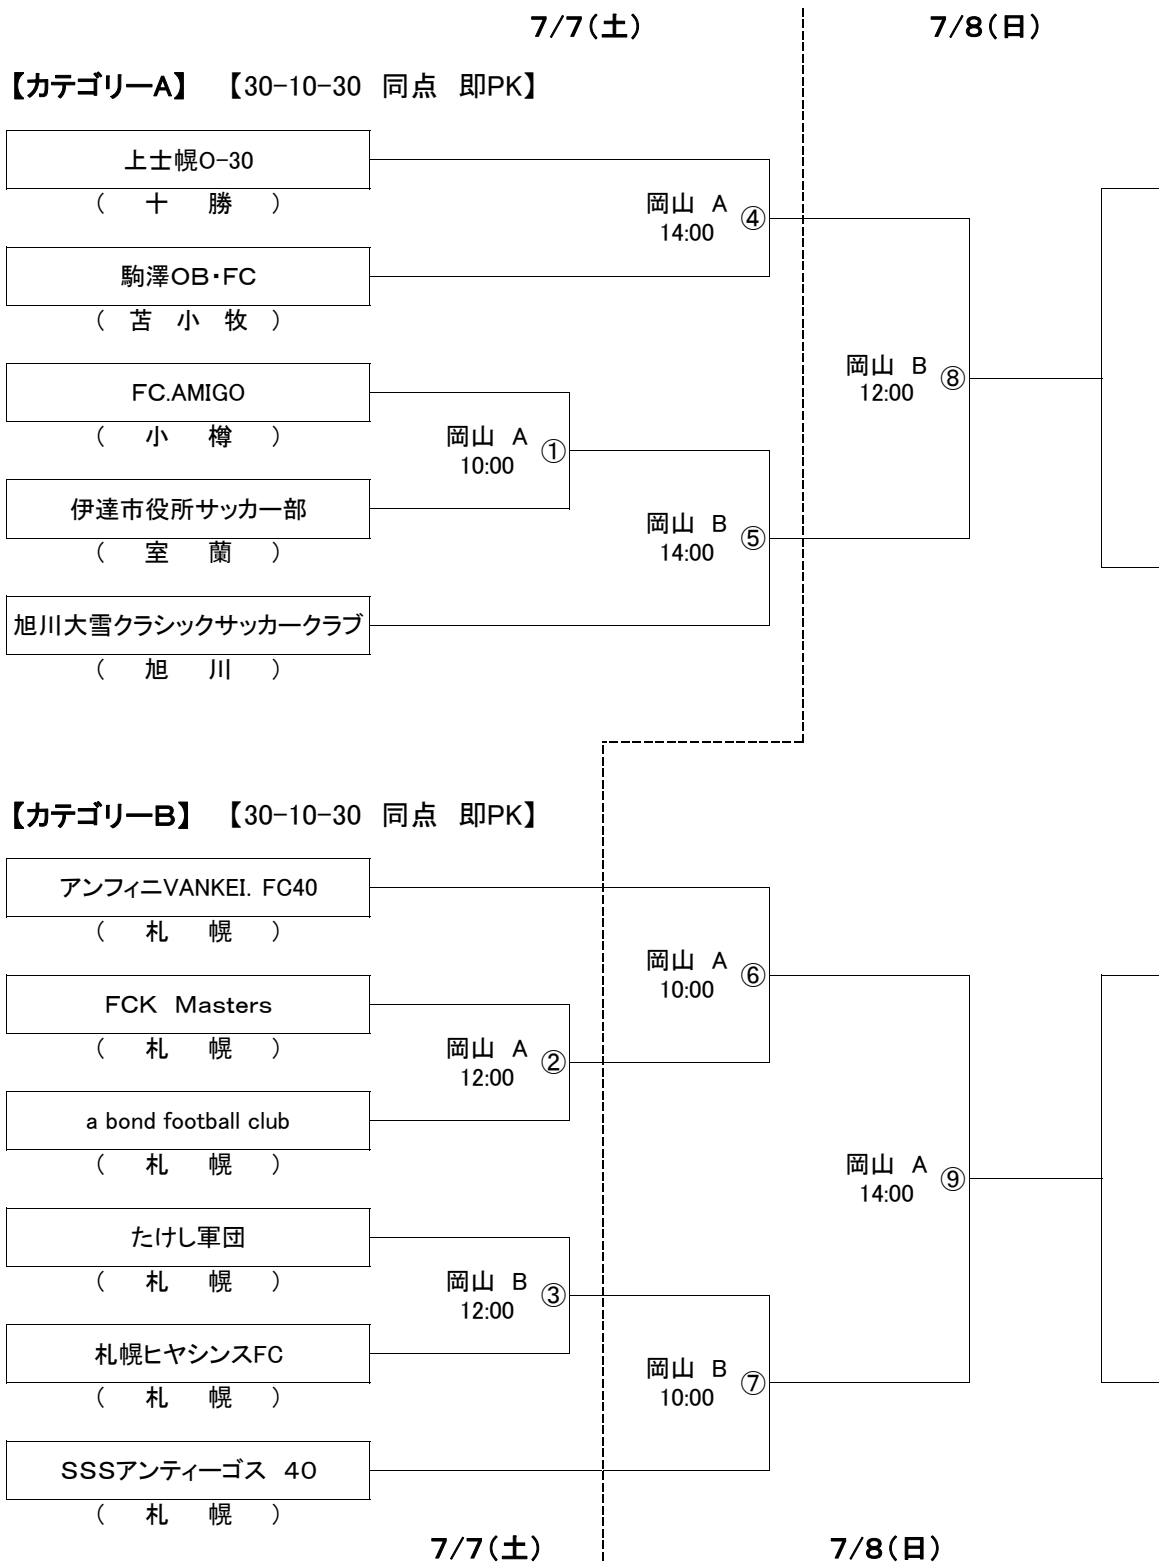 7/7(土)
7/8(日)
【カテゴリーA】 【30-10-30 同点 即PK】
上士幌O-30
( 十 勝 )
岡山 A
14:00
④
駒澤OB・FC
( 苫 小 牧 )
岡山 B
12:00
⑧
FC.AMIGO
( 小 樽 )
岡山 A
10:00
①
伊達市役所サッカー部
( 室 蘭 )
岡山 B
14:00
⑤
旭川大雪クラシックサッカークラブ
( 旭 川 )
【カテゴリーB】 【30-10-30 同点 即PK】
アンフィニVANKEI. FC40
( 札 幌 )
岡山 A
10:00
⑥
FCK Masters
( 札 幌 )
岡山 A
12:00
②
a bond football club
( 札 幌 )
岡山 A
14:00
⑨
たけし軍団
( 札 幌 )
岡山 B
12:00
③
札幌ヒヤシンスFC
( 札 幌 )
岡山 B
10:00
⑦
SSSアンティーゴス 40
( 札 幌 )
7/7(土)
7/8(日)